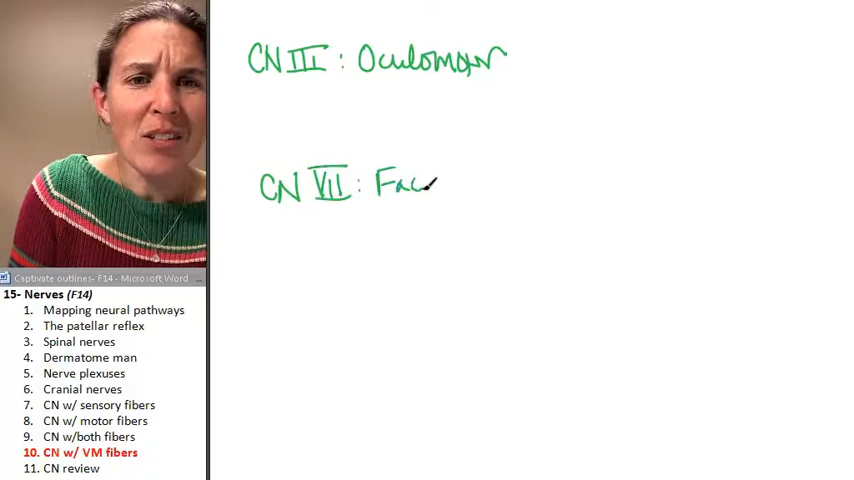 CN III : Oculomotor
CN VII : Fac
Captivate outlines- F14 - Microsoft Word
15- Nerves (F14)
1. Mapping neural pathways
2. The patellar reflex
3. Spinal nerves
4. Dermatome man
5. Nerve plexuses
6. Cranial nerves
7. CN w/ sensory fibers
8. CN w/ motor fibers
9. CN w/both fibers
10. CN w/ VM fibers
11. CN review